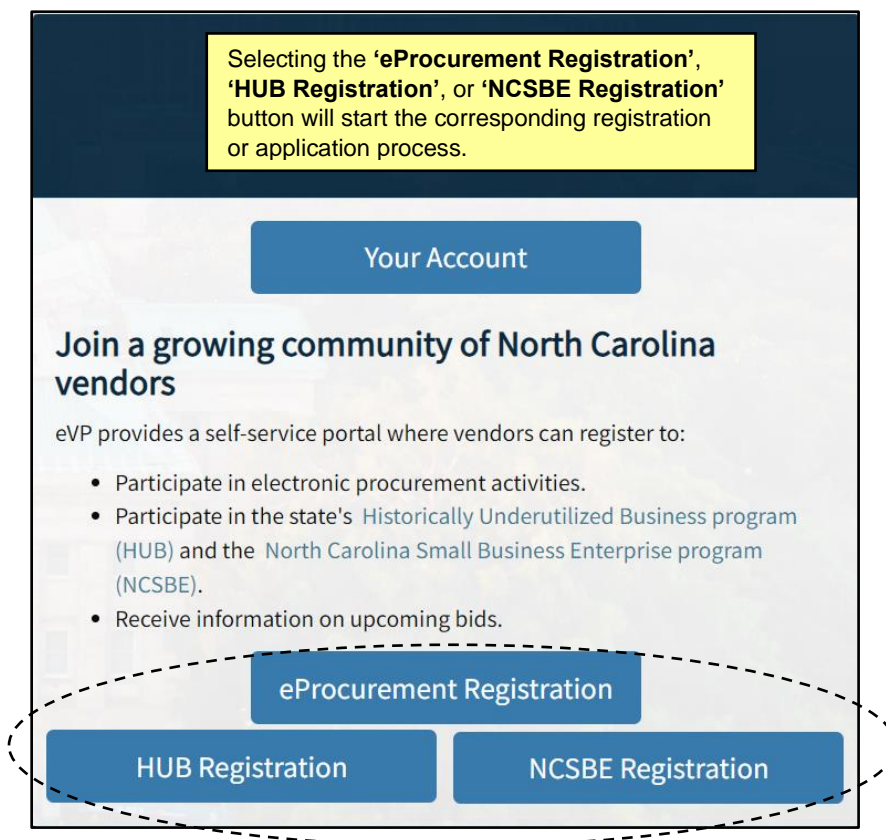 Selecting the ‘eProcurement Registration’,
‘HUB Registration’, or ‘NCSBE Registration’
button will start the corresponding registration
or application process.
Your Account
Join a growing community of North Carolina
vendors
eVP provides a self-service portal where vendors can register to:
• Participate in electronic procurement activities.
• Participate in the state's Historically Underutilized Business program
(HUB) and the North Carolina Small Business Enterprise program
(NCSBE).
• Receive information on upcoming bids.
eProcurement Registration
HUB Registration
NCSBE Registration